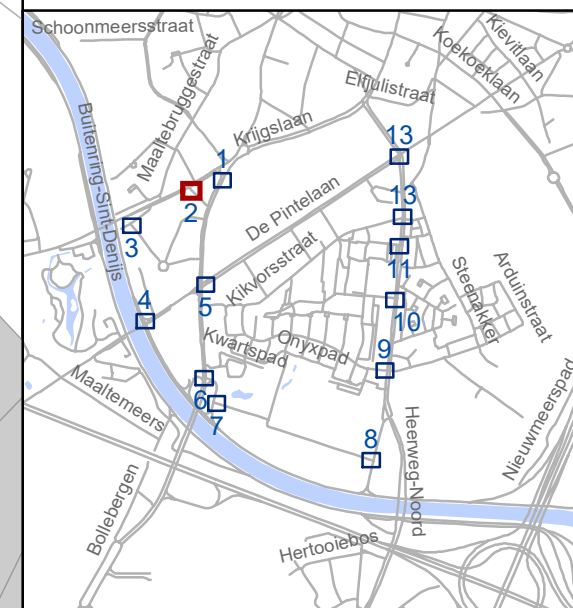 Schoonmeersstraat
Kievitlaan
Koekoeklaan
Maaltebruggestraat
Elfjulistraat
Buitenring-Sint-Denijs
Krijgslaan
13
1
De Pintelaan
2
13
3
Kikvorsstraat
11
Steenakker
Arduinstraat
5
4
10
Kwartspad
Onyxpad
9
Maaltemeers
6
7
Nieuwmeerspad
Heerweg-Noord
8
Bollebergen
Hertooiebos